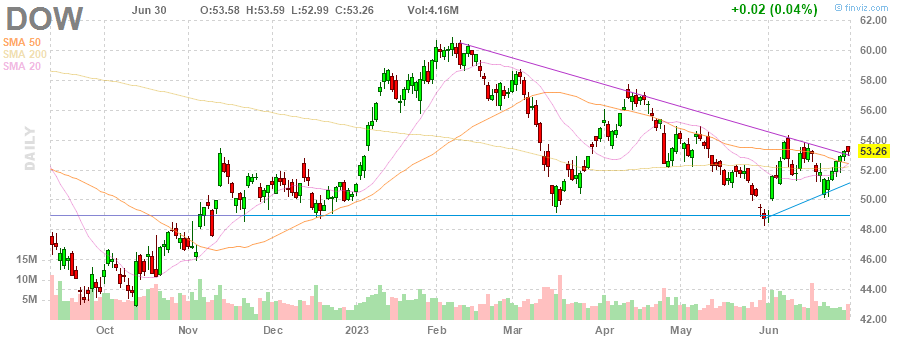 DOW Jun 30 O:53.58 H:53.59 L:52.99 C:53.26 Vol:4.16M +0.02 (0.04%) © finviz.com
SMA 50
SMA 200
SMA 20
DAILY
62.00
60.00
58.00
56.00
54.00
53.26
52.00
50.00
48.00
46.00
44.00
42.00
15M
10M
5M
Oct Nov Dec 2023 Feb Mar Apr May Jun